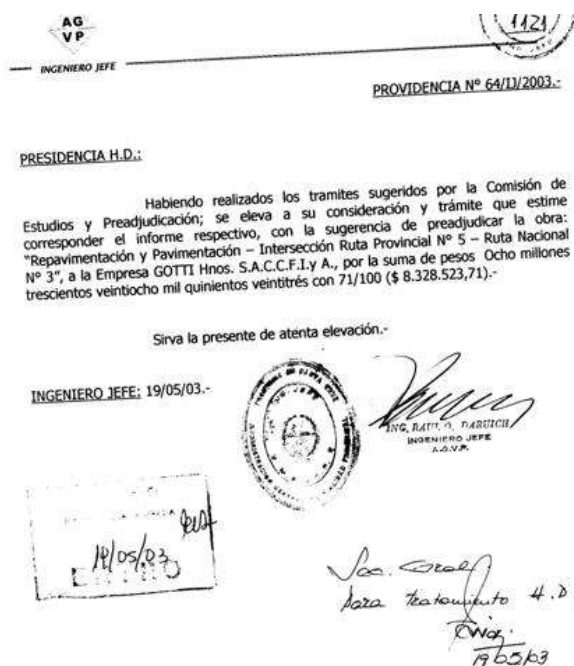 AG
VP
INGENIERO JEFE
1121
PROVIDENCIA Nº 64/IJ/2003.-
PRESIDENCIA H.D.:
Habiendo realizados los tramites sugeridos por la Comisión de
Estudios y Preadjudicación; se eleva a su consideración y trámite que estime
corresponder el informe respectivo, con la sugerencia de preadjudicar la obra:
"Repavimentación y Pavimentación – Intersección Ruta Provincial Nº 5 – Ruta Nacional
Nº 3", a la Empresa GOTTI Hnos. S.A.C.C.F.I.y A., por la suma de pesos Ocho millones
trescientos veintiocho mil quinientos veintitrés con 71/100 ($ 8.328.523,71).-
Sirva la presente de atenta elevación.-
INGENIERO JEFE: 19/05/03.-
ING. RAUL O. DARUICH
INGENIERO JEFE
A.G.V.P.
19/05/03
Sec. Gral
para tratamiento H.D
19/05/03